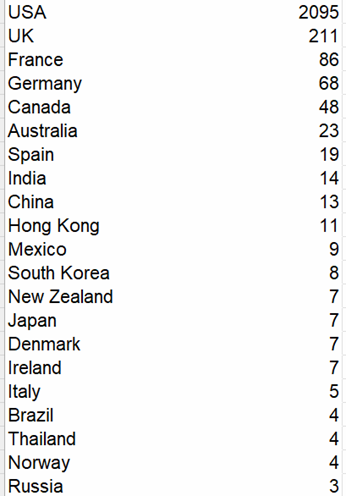 USA 2095
UK 211
France 86
Germany 68
Canada 48
Australia 23
Spain 19
India 14
China 13
Hong Kong 11
Mexico 9
South Korea 8
New Zealand 7
Japan 7
Denmark 7
Ireland 7
Italy 5
Brazil 4
Thailand 4
Norway 4
Russia 3